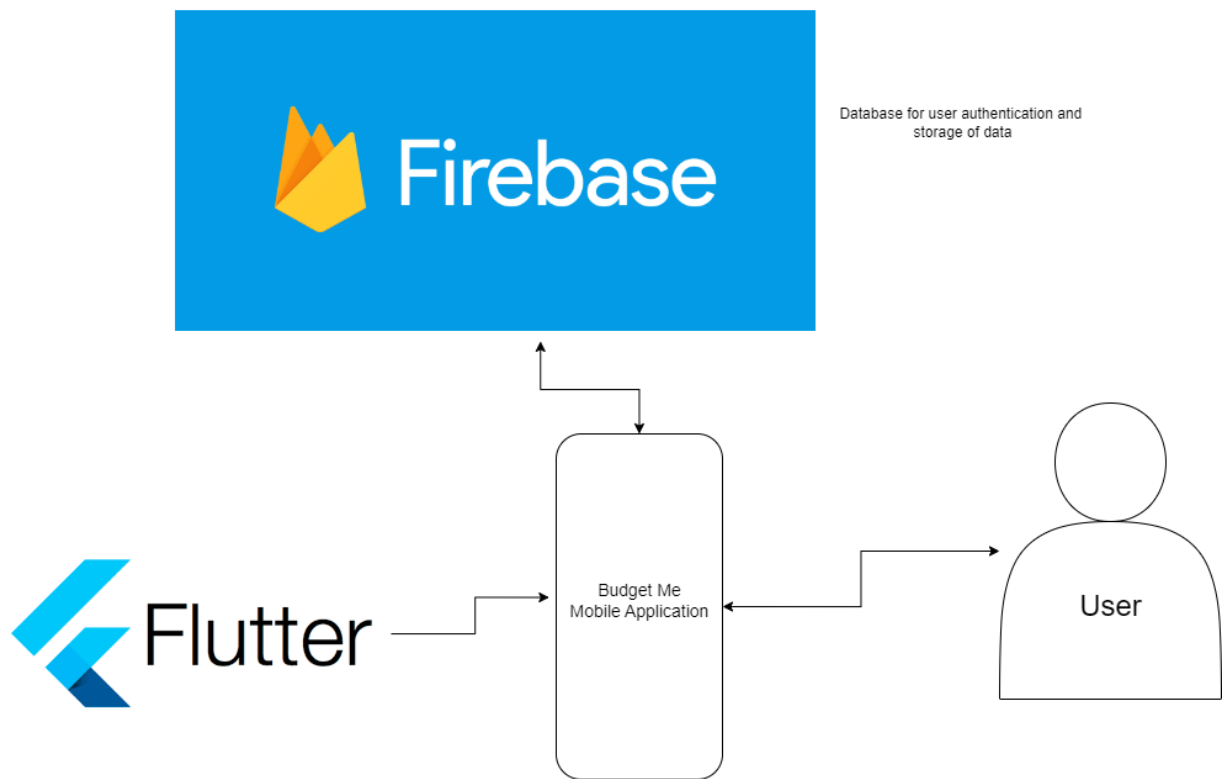 Firebase
Database for user authentication and
storage of data
Budget Me
Mobile Application
Flutter
User